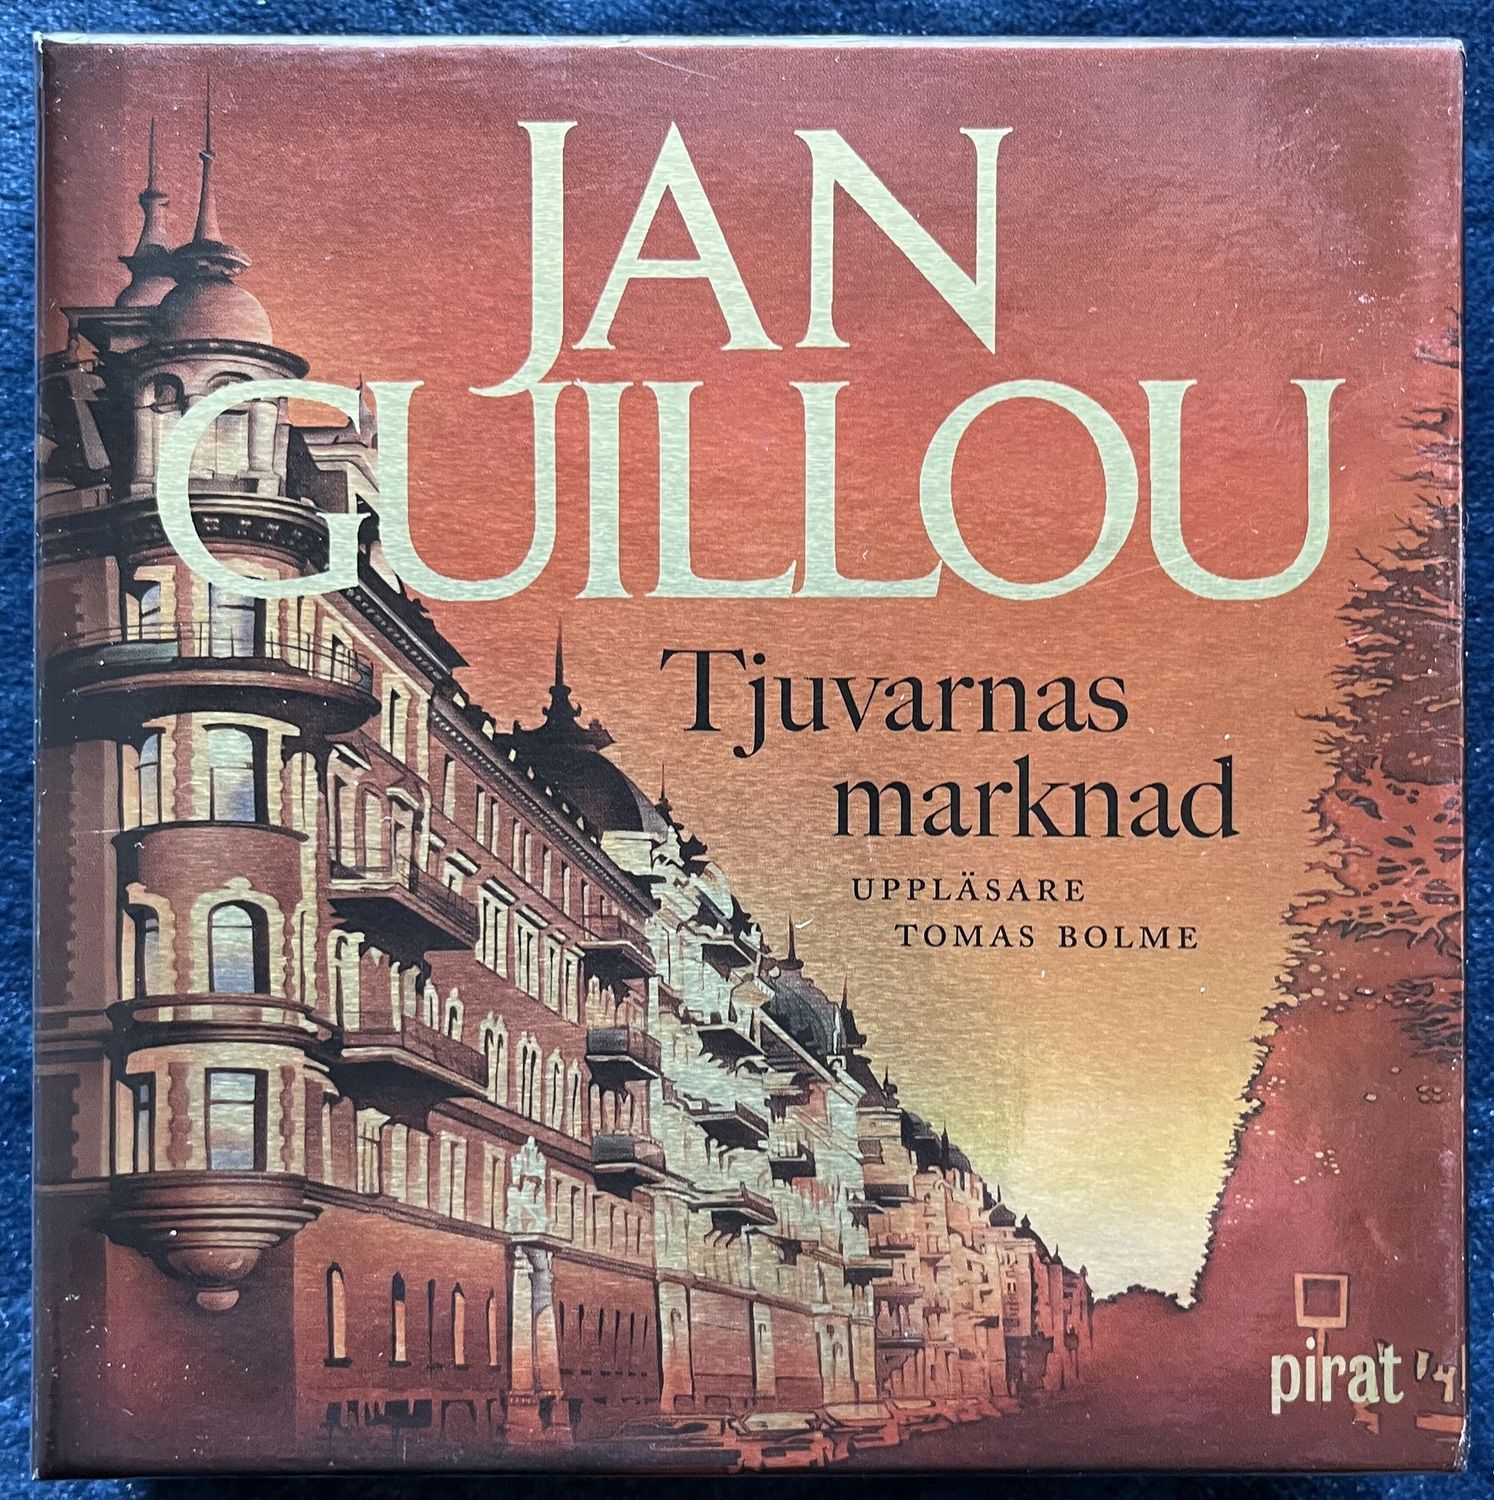 JAN
GUILLOU
Tjuvarnas
marknad
UPPLÄSARE
TOMAS BOLME
pirat